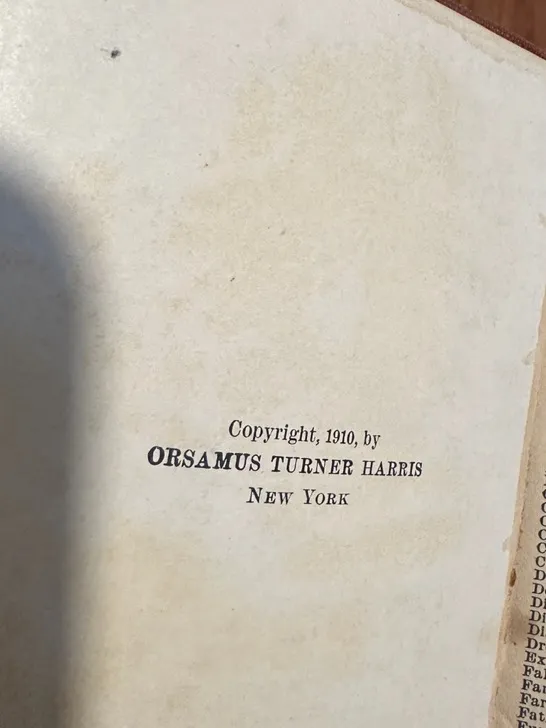 Copyright, 1910, by
ORSAMUS TURNER HARRIS
NEW YORK